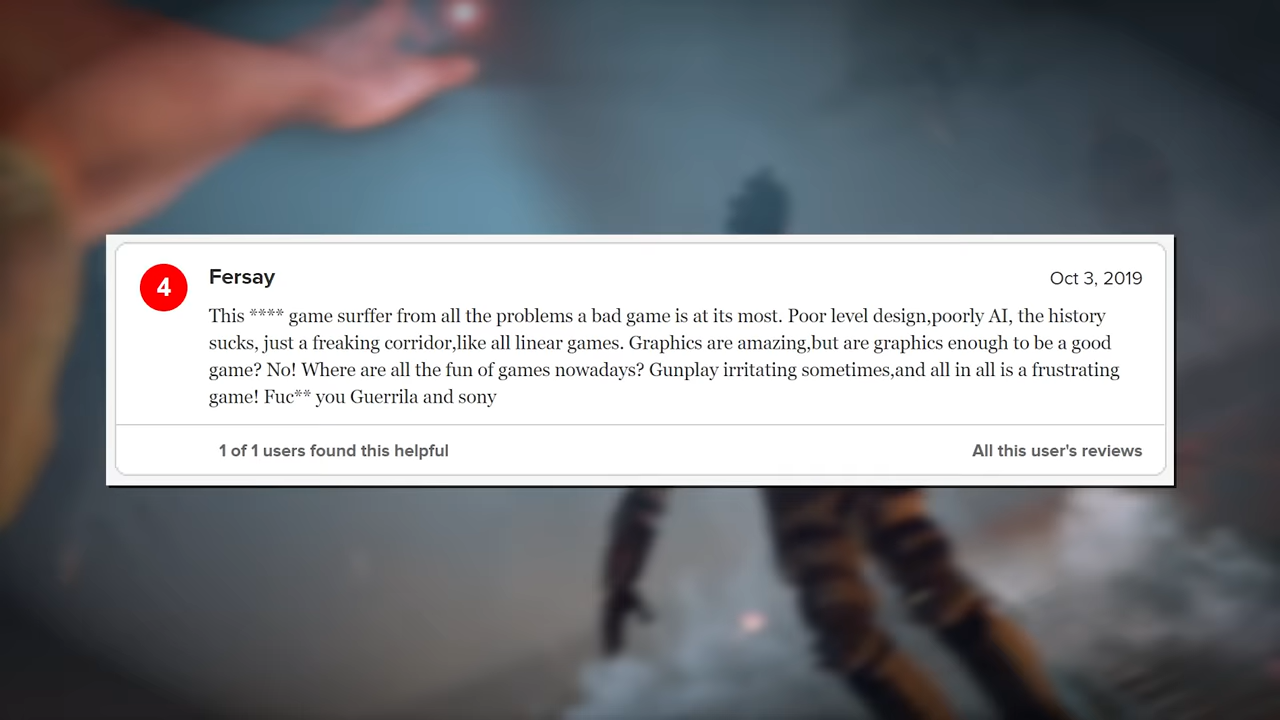 4
Fersay
Oct 3, 2019
This **** game surffer from all the problems a bad game is at its most. Poor level design,poorly AI, the history
sucks, just a freaking corridor,like all linear games. Graphics are amazing,but are graphics enough to be a good
game? No! Where are all the fun of games nowadays? Gunplay irritating sometimes,and all in all is a frustrating
game! Fuc** you Guerrila and sony
1 of 1 users found this helpful
All this user's reviews